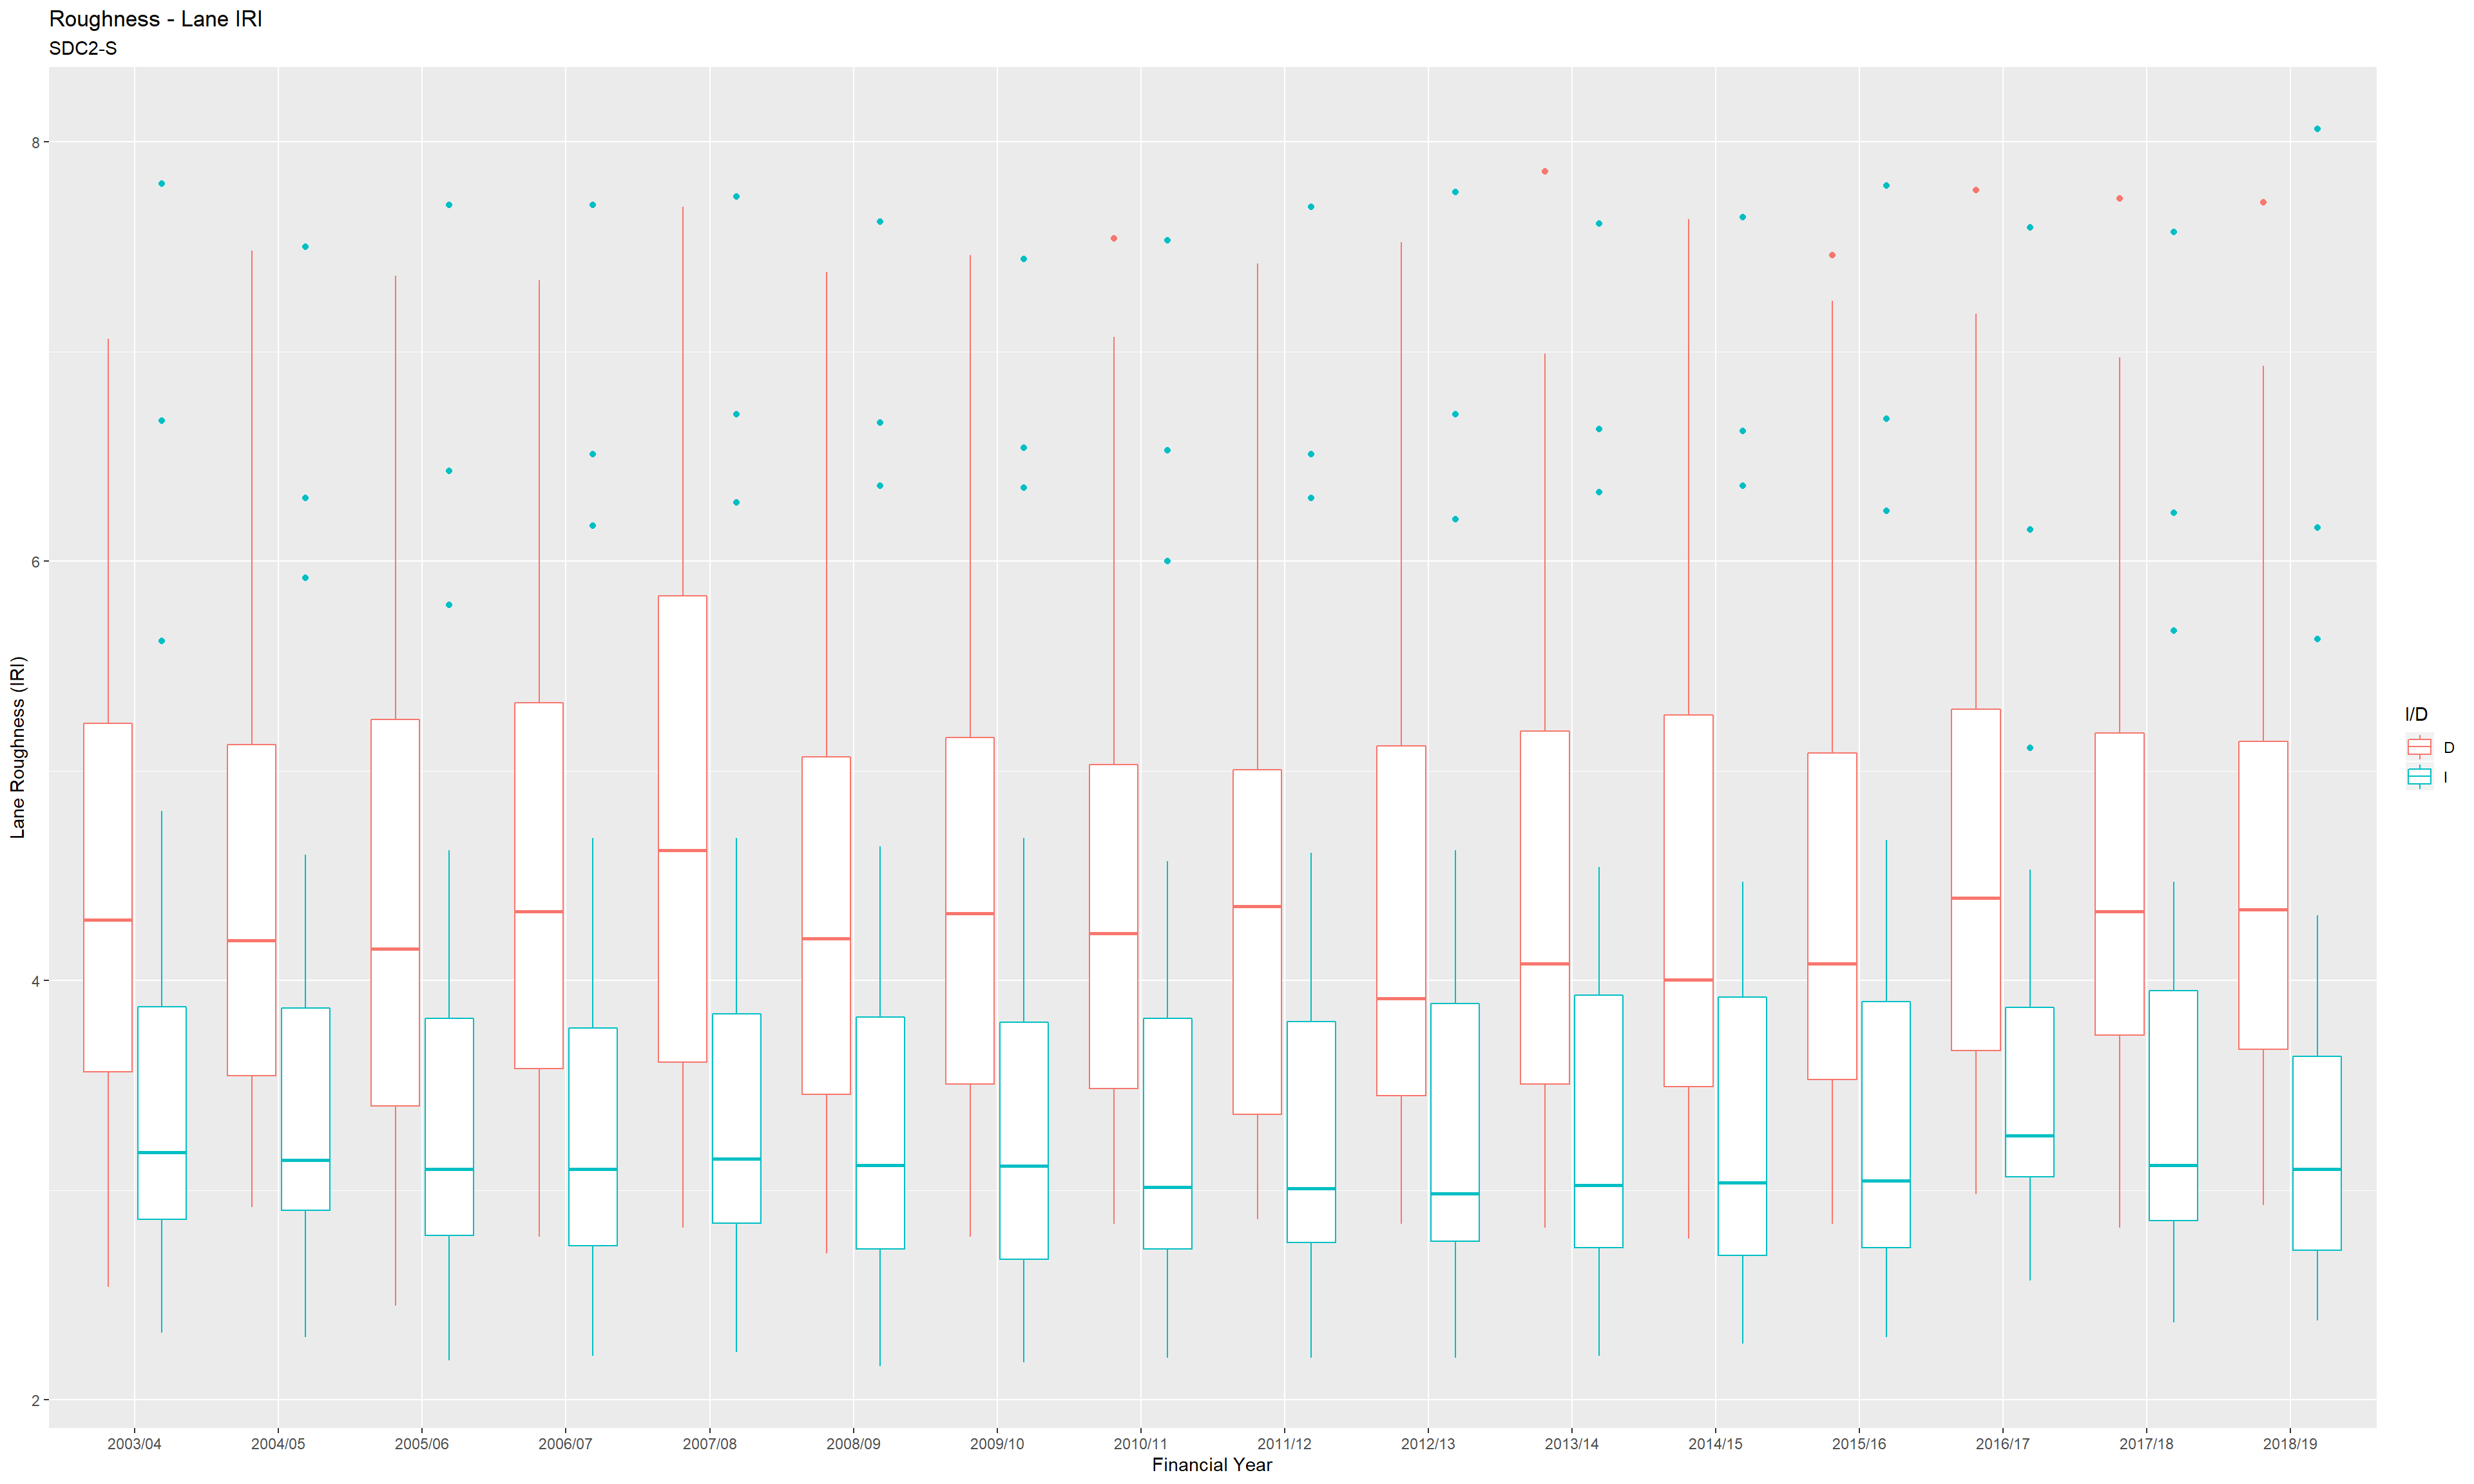 Roughness - Lane IRI
SDC2-S
Lane Roughness (IRI)
8
6
4
2
2003/04 2004/05 2005/06 2006/07 2007/08 2008/09 2009/10 2010/11 2011/12 2012/13 2013/14 2014/15 2015/16 2016/17 2017/18 2018/19
Financial Year
I/D
D
I